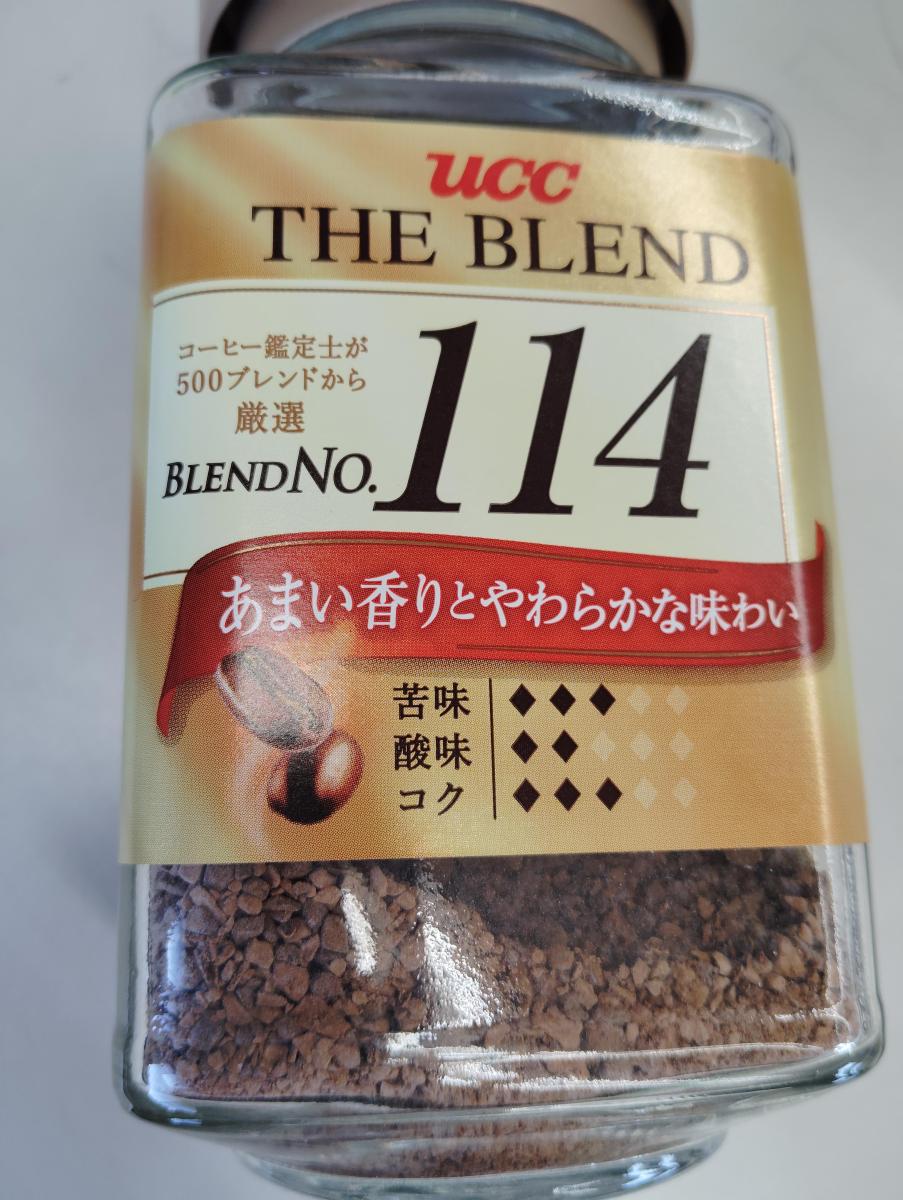 UCC
THE BLEND
コーヒー鑑定士が
500ブレンドから
厳選
BLEND NO. 114
あまい香りとやわらかな味わい
苦味
酸味
コク